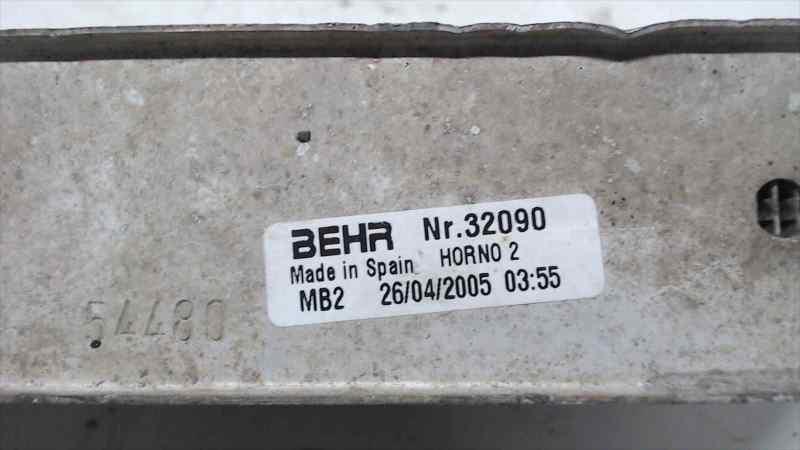 BEHR Nr.32090
Made in Spain HORNO 2
MB2 26/04/2005 03:55
54480